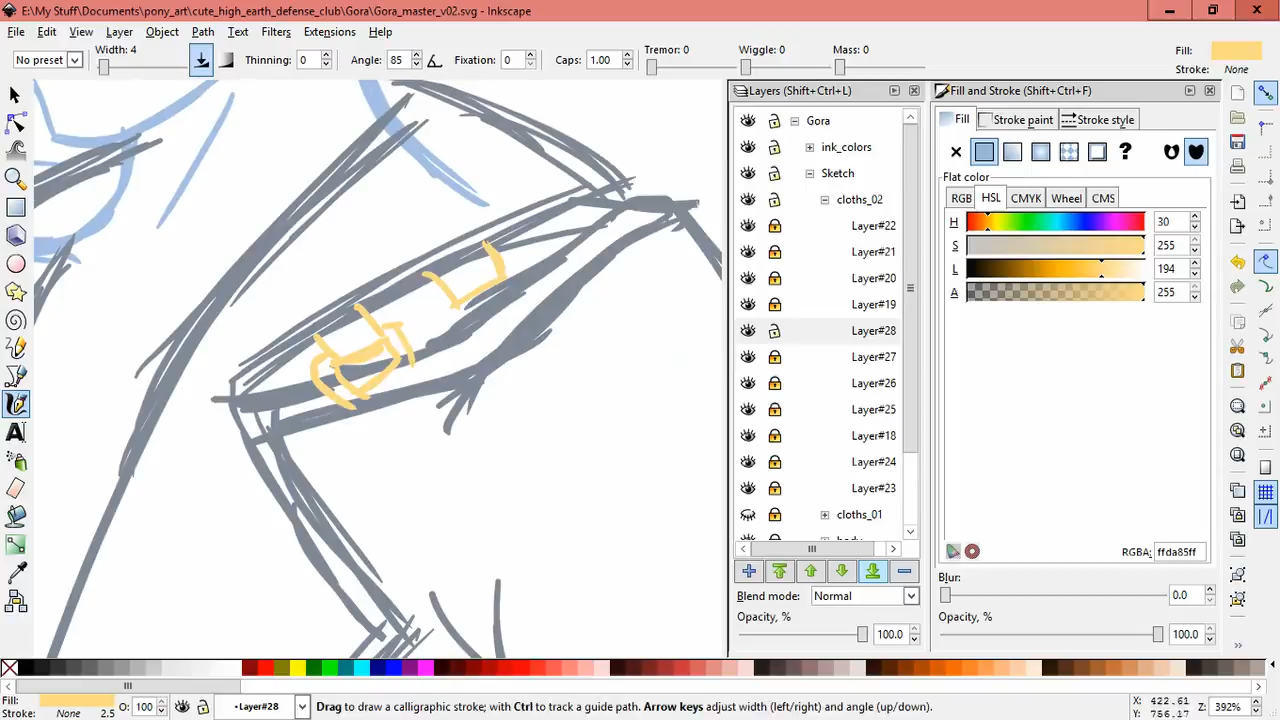 E:\My Stuff\Documents\pony_art\cute_high_earth_defense_club\Gora\Gora_master_v02.svg - Inkscape
File Edit View Layer Object Path Text Filters Extensions Help
No preset Width: 4 Thinning: 0 Angle: 85 Fixation: 0 Caps: 1.00 Tremor: 0 Wiggle: 0 Mass: 0 Fill:
Stroke: None
Layers (Shift+Ctrl+L) Fill and Stroke (Shift+Ctrl+F)
Gora
ink_colors
Sketch
cloths_02
Layer#22
Layer#21
Layer#20
Layer#19
Layer#28
Layer#27
Layer#26
Layer#25
Layer#18
Layer#24
Layer#23
cloths_01
Blend mode: Normal
Opacity, % 100.0
Fill Stroke paint Stroke style
?
Flat color
RGB HSL CMYK Wheel CMS
H 30
S 255
L 194
A 255
RGBA: ffda85ff
Blur:
0.0
Opacity, %
100.0
Fill:
Stroke: None 2.5 O: 100 •Layer#28 Drag to draw a calligraphic stroke; with Ctrl to track a guide path. Arrow keys adjust width (left/right) and angle (up/down). X: 422.61
Y: 756.17 Z: 392%